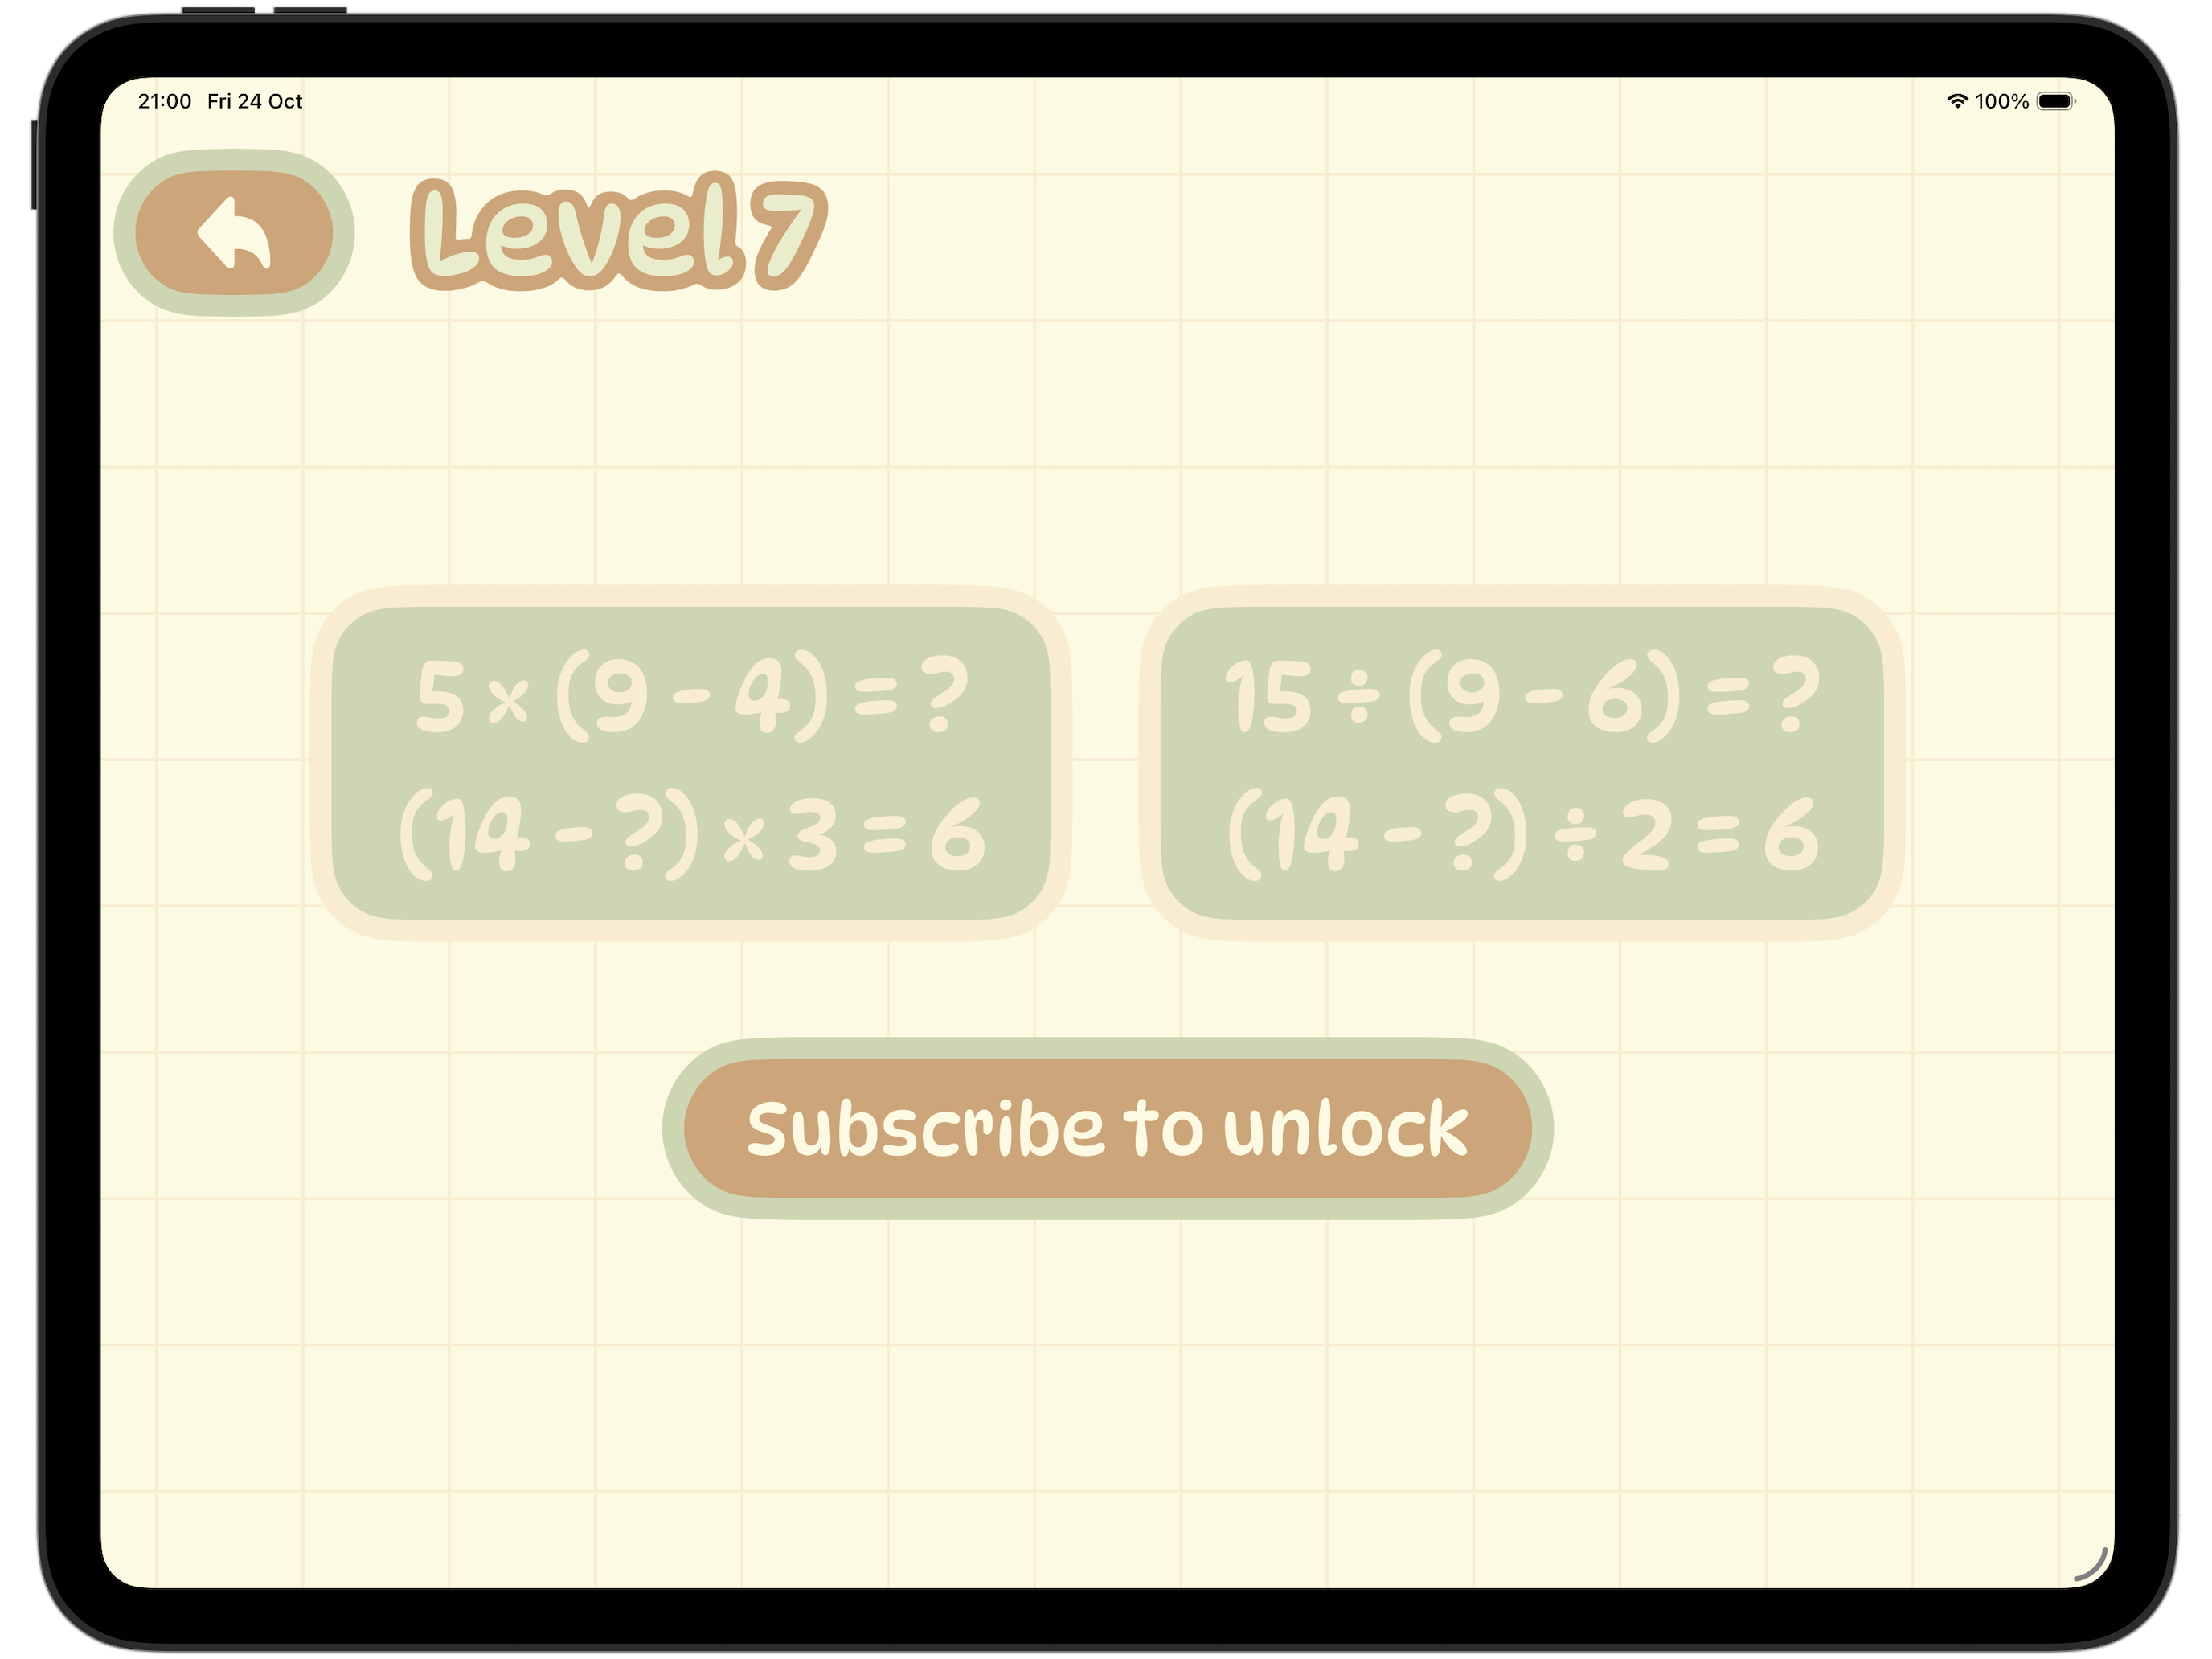 21:00 Fri 24 Oct 100%
Level 7
5×(9-4)=?
(14-?)×3=6
15÷(9-6)=?
(14-?)÷2=6
Subscribe to unlock